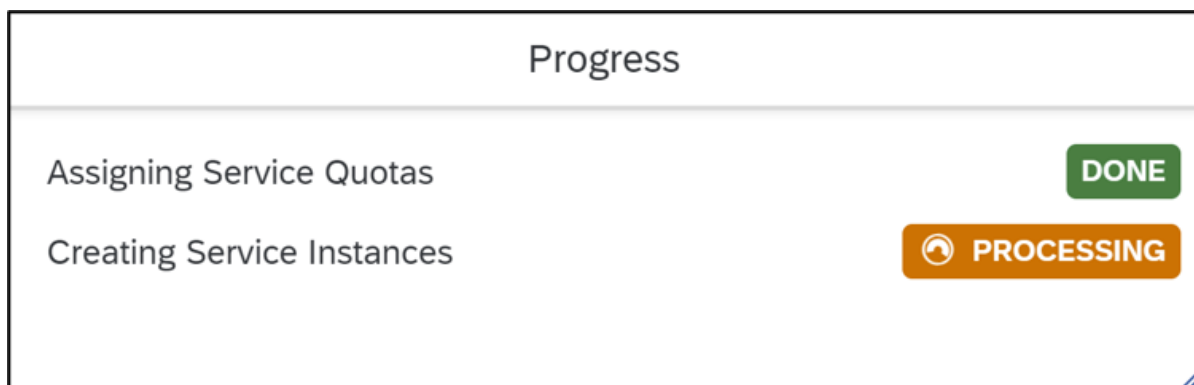 Progress
Assigning Service Quotas DONE
Creating Service Instances PROCESSING